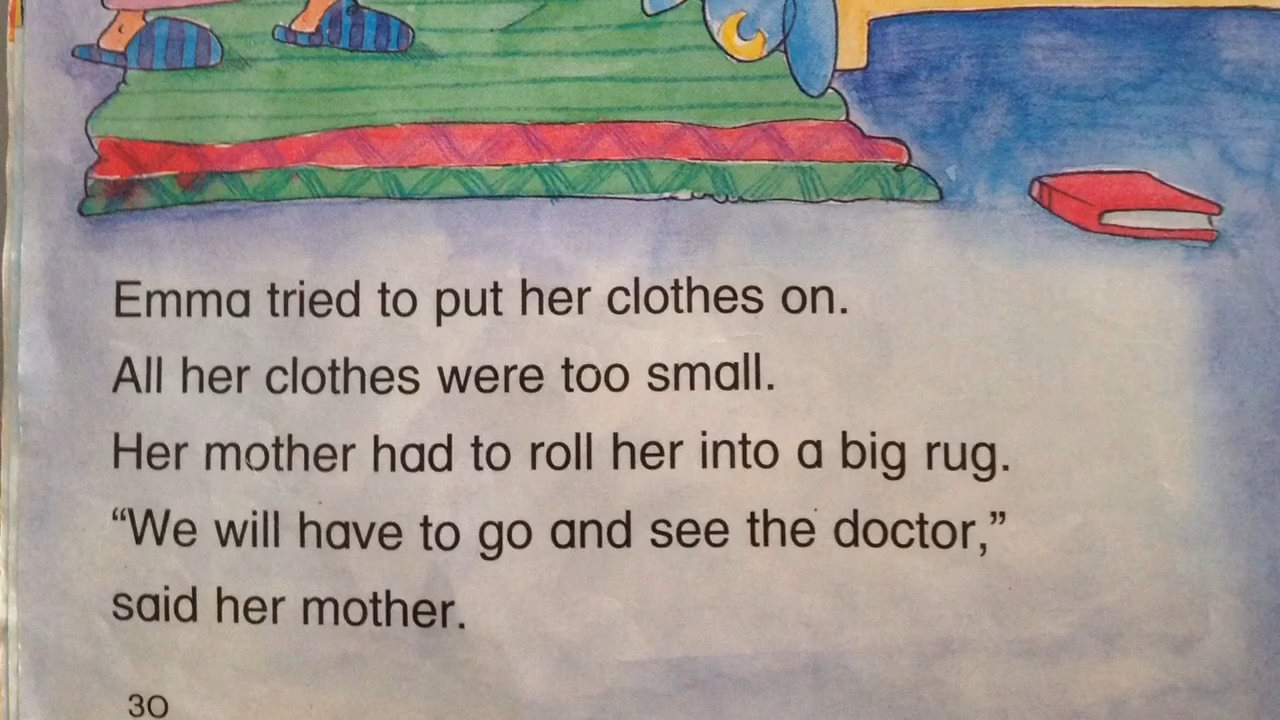 Emma tried to put her clothes on.
All her clothes were too small.
Her mother had to roll her into a big rug.
“We will have to go and see the doctor,”
said her mother.
30